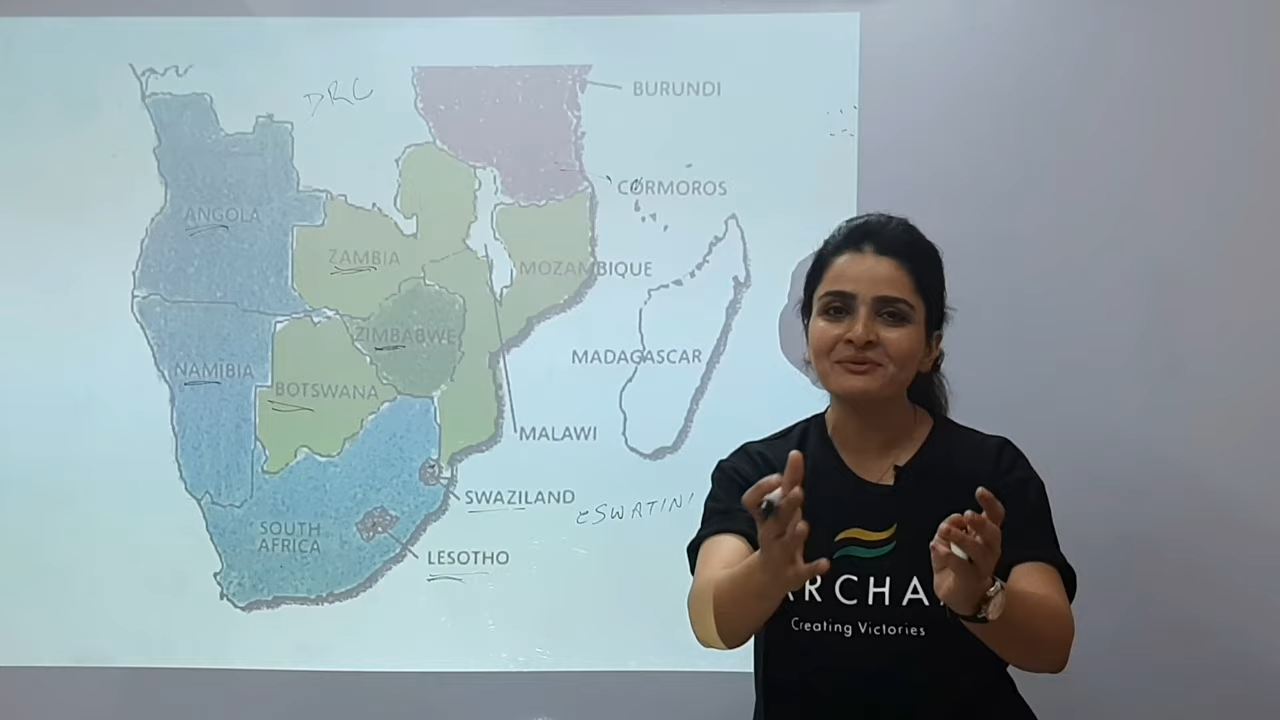 DRC
BURUNDI
CORMOROS
ANGOLA
ZAMBIA
MOZAMBIQUE
ZIMBABWE
MADAGASCAR
NAMIBIA
BOTSWANA
MALAWI
SWAZILAND
eSWATINI
SOUTH
AFRICA
LESOTHO
ARCHA
Creating Victories